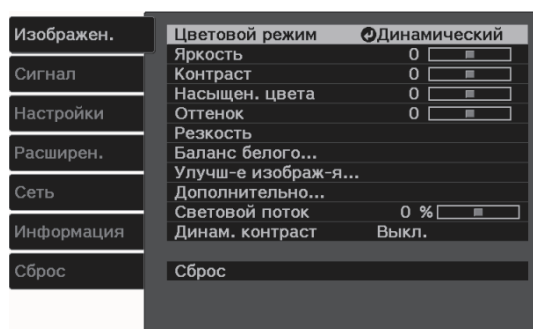 Изображен.
Сигнал
Настройки
Расширен.
Сеть
Информация
Сброс
Цветовой режим Динамический
Яркость 0
Контраст 0
Насыщен. цвета 0
Оттенок 0
Резкость
Баланс белого...
Улучш-е изображ-я...
Дополнительно...
Световой поток 0 %
Динам. контраст Выкл.
Сброс